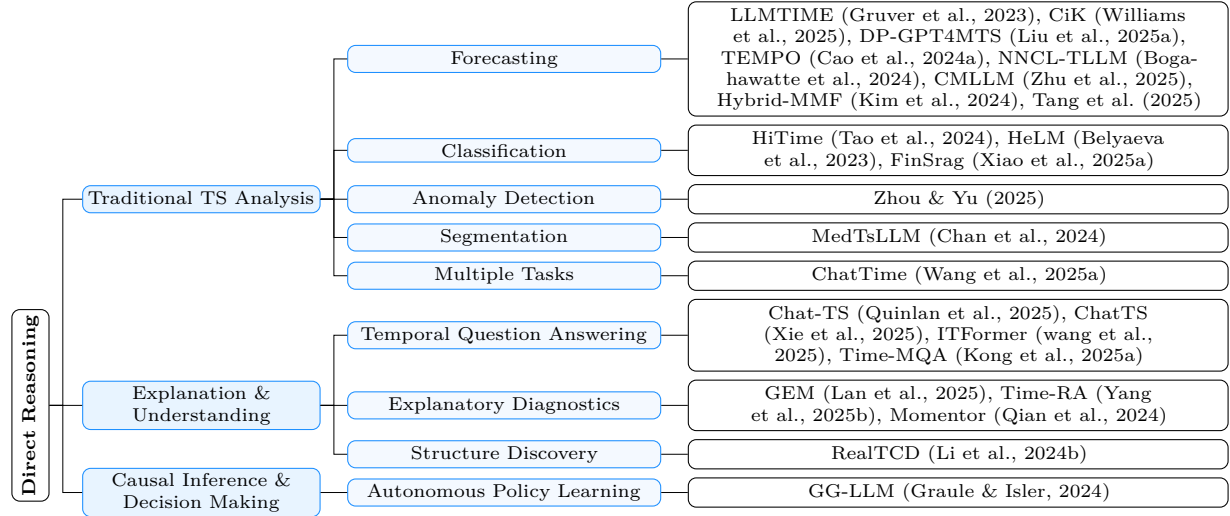 Direct Reasoning
Traditional TS Analysis
Forecasting
LLMTIME (Gruver et al., 2023), CiK (Williams
et al., 2025), DP-GPT4MTS (Liu et al., 2025a),
TEMPO (Cao et al., 2024a), NNCL-TLLM (Boga-
hawatte et al., 2024), CMLLM (Zhu et al., 2025),
Hybrid-MMF (Kim et al., 2024), Tang et al. (2025)
Classification
HiTime (Tao et al., 2024), HeLM (Belyaeva
et al., 2023), FinSrag (Xiao et al., 2025a)
Anomaly Detection
Zhou & Yu (2025)
Segmentation
MedTsLLM (Chan et al., 2024)
Multiple Tasks
ChatTime (Wang et al., 2025a)
Explanation &
Understanding
Temporal Question Answering
Chat-TS (Quinlan et al., 2025), ChatTS
(Xie et al., 2025), ITFormer (wang et al.,
2025), Time-MQA (Kong et al., 2025a)
Explanatory Diagnostics
GEM (Lan et al., 2025), Time-RA (Yang
et al., 2025b), Momentor (Qian et al., 2024)
Structure Discovery
RealTCD (Li et al., 2024b)
Causal Inference &
Decision Making
Autonomous Policy Learning
GG-LLM (Graule & Isler, 2024)